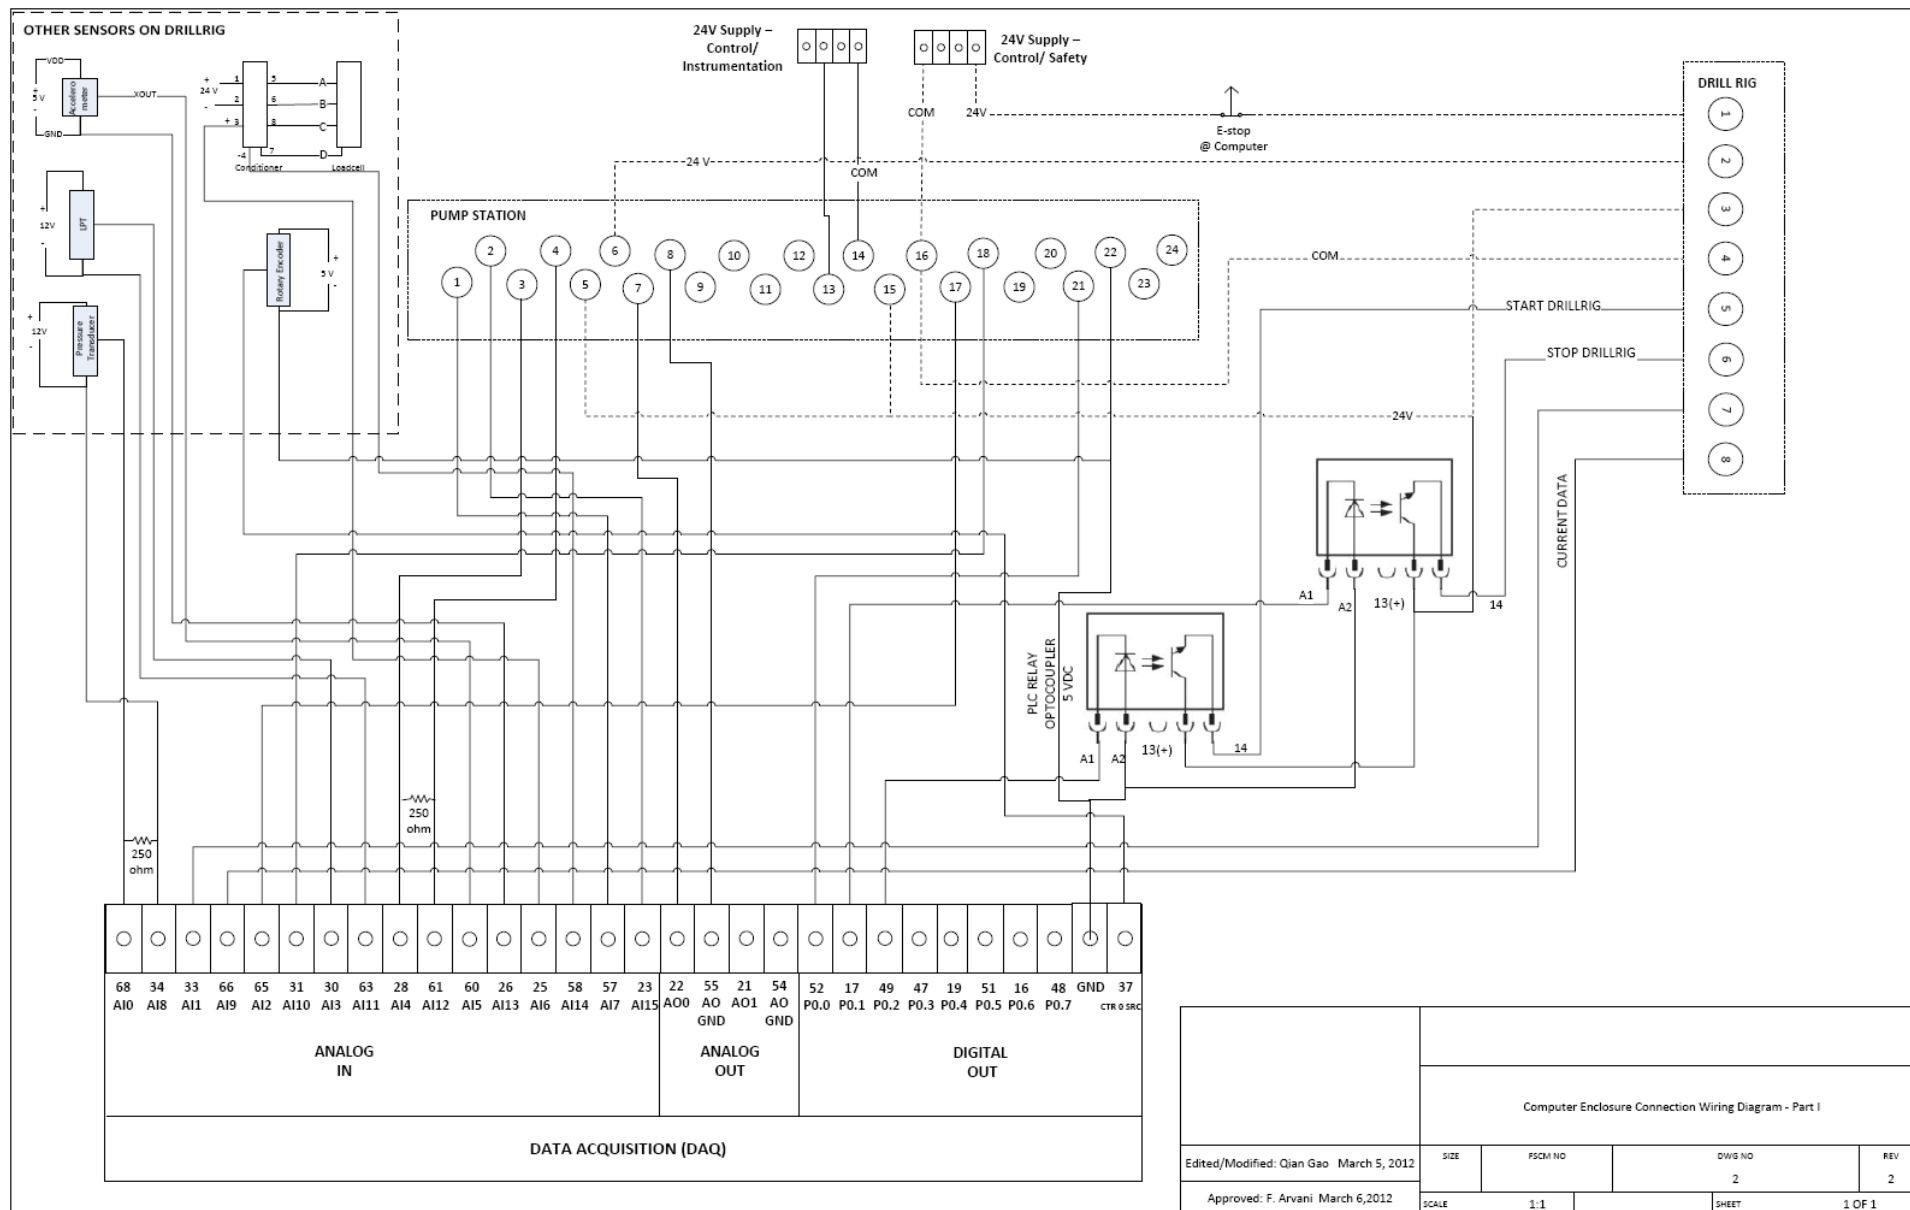 OTHER SENSORS ON DRILLRIG
VDD
+
5 V
-
Accelero
meter
XOUT
GND
+
24 V
-
1
2
+ 3
-4
5
6
8
7
A
B
C
D
Conditioner
Loadcell
+
12V
-
LPT
Rotary Encoder
+
5 V
-
+
12V
-
Pressure
Transducer
24V Supply –
Control/
Instrumentation
24V Supply –
Control/ Safety
COM
24V
E-stop
@ Computer
24 V
COM
PUMP STATION
1
2
3
4
5
6
7
8
9
10
11
12
13
14
15
16
17
18
19
20
21
22
23
24
DRILL RIG
1
2
3
4
5
6
7
8
COM
START DRILLRIG
STOP DRILLRIG
24V
CURRENT DATA
A1
A2
13(+)
14
PLC RELAY
OPTOCOUPLER
5 VDC
A1
A2
13(+)
14
250
ohm
250
ohm
68 34 33 66 65 31 30 63 28 61 60 26 25 58 57 23 22 55 21 54 52 17 49 47 19 51 16 48 GND 37
AI0 AI8 AI1 AI9 AI2 AI10 AI3 AI11 AI4 AI12 AI5 AI13 AI6 AI14 AI7 AI15 AO0 AO AO1 AO P0.0 P0.1 P0.2 P0.3 P0.4 P0.5 P0.6 P0.7 CTR 0 SRC
GND GND
ANALOG
IN
ANALOG
OUT
DIGITAL
OUT
DATA ACQUISITION (DAQ)
Computer Enclosure Connection Wiring Diagram - Part I
Edited/Modified: Qian Gao March 5, 2012
SIZE
FSCM NO
DWG NO
2
REV
2
Approved: F. Arvani March 6,2012
SCALE
1:1
SHEET
1 OF 1